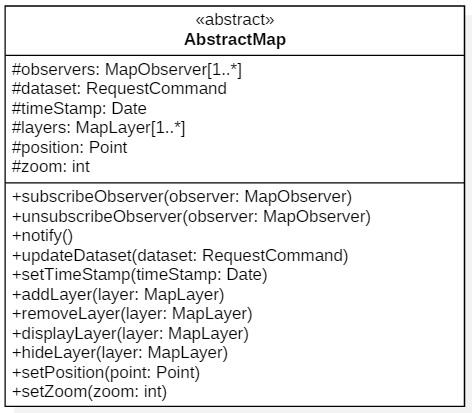 «abstract»
AbstractMap
#observers: MapObserver[1..*]
#dataset: RequestCommand
#timeStamp: Date
#layers: MapLayer[1..*]
#position: Point
#zoom: int
+subscribeObserver(observer: MapObserver)
+unsubscribeObserver(observer: MapObserver)
+notify()
+updateDataset(dataset: RequestCommand)
+setTimeStamp(timeStamp: Date)
+addLayer(layer: MapLayer)
+removeLayer(layer: MapLayer)
+displayLayer(layer: MapLayer)
+hideLayer(layer: MapLayer)
+setPosition(point: Point)
+setZoom(zoom: int)